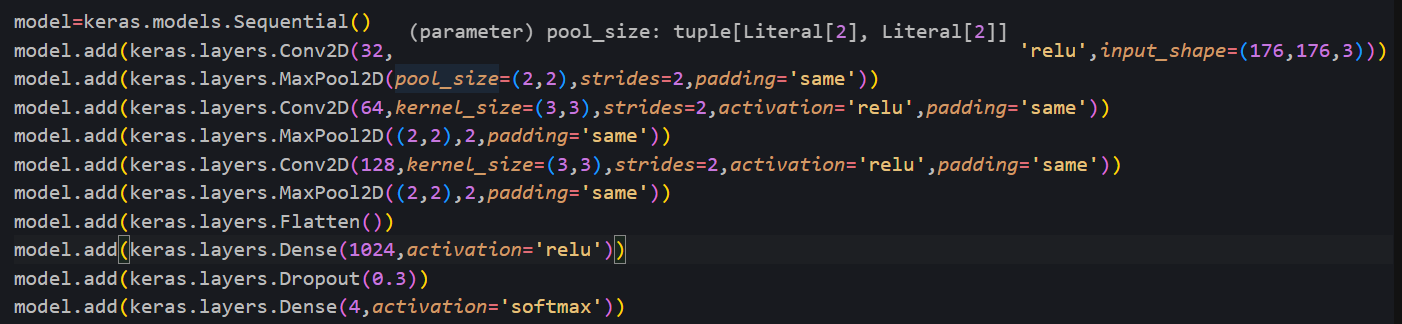 model=keras.models.Sequential()
(parameter) pool_size: tuple[Literal[2], Literal[2]]
model.add(keras.layers.Conv2D(32, 'relu',input_shape=(176,176,3)))
model.add(keras.layers.MaxPool2D(pool_size=(2,2),strides=2,padding='same'))
model.add(keras.layers.Conv2D(64,kernel_size=(3,3),strides=2,activation='relu',padding='same'))
model.add(keras.layers.MaxPool2D((2,2),2,padding='same'))
model.add(keras.layers.Conv2D(128,kernel_size=(3,3),strides=2,activation='relu',padding='same'))
model.add(keras.layers.MaxPool2D((2,2),2,padding='same'))
model.add(keras.layers.Flatten())
model.add(keras.layers.Dense(1024,activation='relu'))
model.add(keras.layers.Dropout(0.3))
model.add(keras.layers.Dense(4,activation='softmax'))